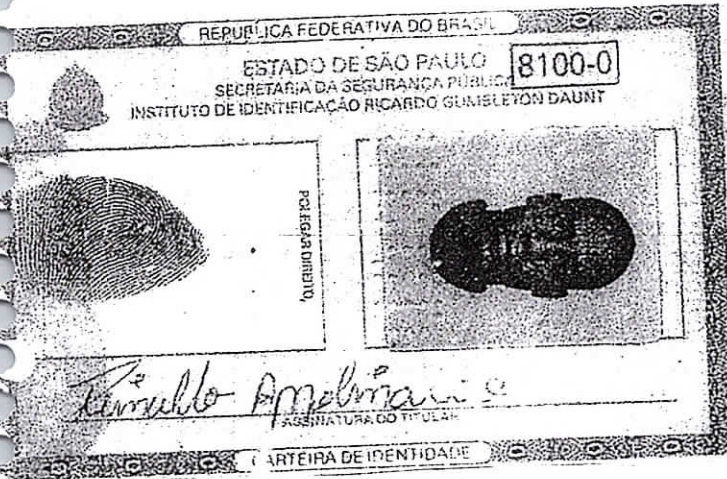 REPÚBLICA FEDERATIVA DO BRASIL
ESTADO DE SÃO PAULO
8100-0
SECRETARIA DA SEGURANÇA PÚBLICA
INSTITUTO DE IDENTIFICAÇÃO RICARDO GUMBLETON DAUNT
POLEGAR DIREITO
ASSINATURA DO TITULAR
CARTEIRA DE IDENTIDADE